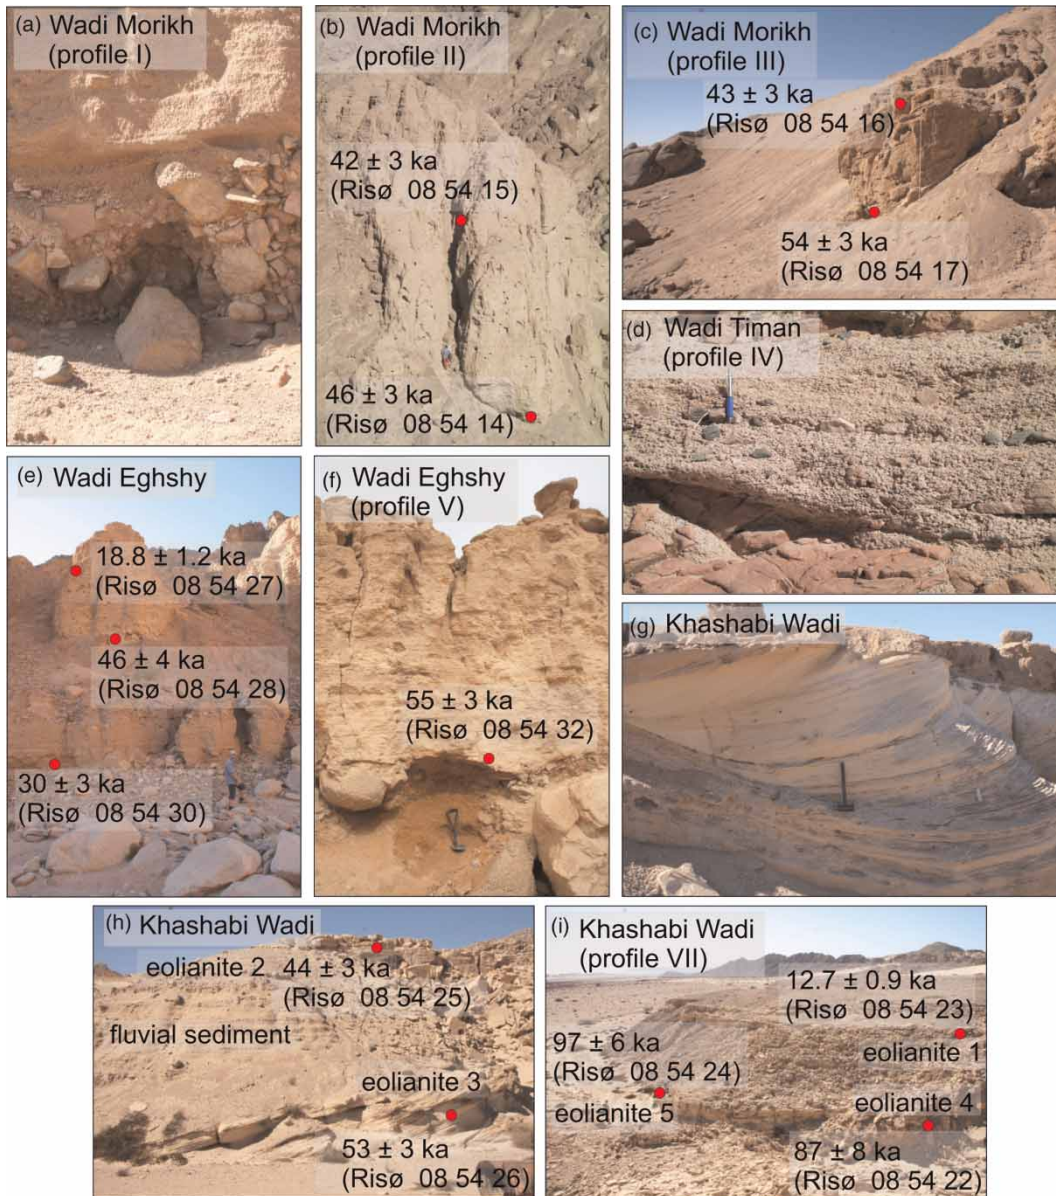 (a) Wadi Morikh
(profile I)
(b) Wadi Morikh
(profile II)
42 ± 3 ka
(Risø 08 54 15)
46 ± 3 ka
(Risø 08 54 14)
(c) Wadi Morikh
(profile III)
43 ± 3 ka
(Risø 08 54 16)
54 ± 3 ka
(Risø 08 54 17)
(d) Wadi Timan
(profile IV)
(e) Wadi Eghshy
18.8 ± 1.2 ka
(Risø 08 54 27)
46 ± 4 ka
(Risø 08 54 28)
30 ± 3 ka
(Risø 08 54 30)
(f) Wadi Eghshy
(profile V)
55 ± 3 ka
(Risø 08 54 32)
(g) Khashabi Wadi
(h) Khashabi Wadi
eolianite 2
44 ± 3 ka
(Risø 08 54 25)
fluvial sediment
eolianite 3
53 ± 3 ka
(Risø 08 54 26)
(i) Khashabi Wadi
(profile VII)
12.7 ± 0.9 ka
(Risø 08 54 23)
eolianite 1
97 ± 6 ka
(Risø 08 54 24)
eolianite 5
eolianite 4
87 ± 8 ka
(Risø 08 54 22)